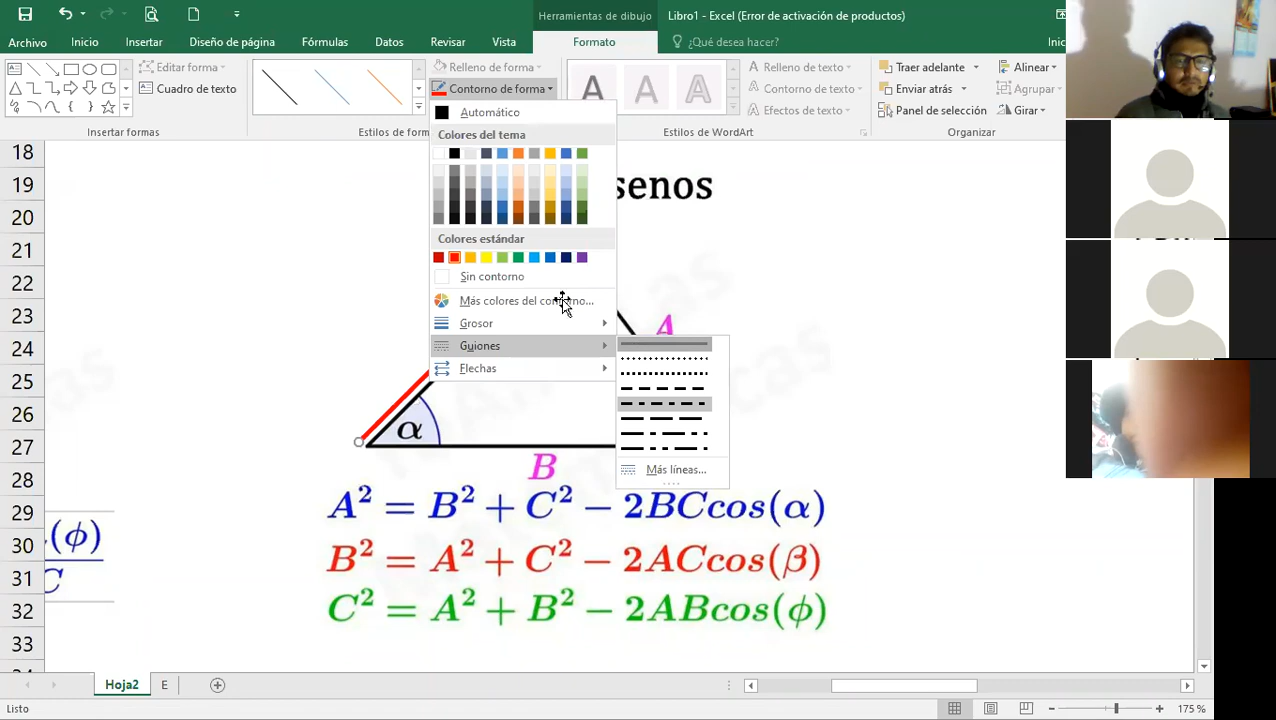 Herramientas de dibujo
Libro1 - Excel (Error de activación de productos)
Archivo Inicio Insertar Diseño de página Fórmulas Datos Revisar Vista Formato ¿Qué desea hacer? Inic
Editar forma
Cuadro de texto
Insertar formas
Relleno de forma
Contorno de forma
Estilos de form
A A A
Relleno de texto
Contorno de texto
Efectos de texto
Estilos de WordArt
Traer adelante
Enviar atrás
Panel de selección
Alinear
Agrupar
Girar
Organizar
Automático
Colores del tema
Colores estándar
Sin contorno
Más colores del contorno...
Grosor
Guiones
Flechas
Más líneas...
18
19
20
21
22
23
24
25
26
27
28
29
30
31
32
33
senos
A
α
B
A² = B² + C² − 2BCcos(α)
B² = A² + C² − 2ACcos(β)
C² = A² + B² − 2ABcos(ϕ)
(ϕ)
C
Hoja2 E
Listo
175 %